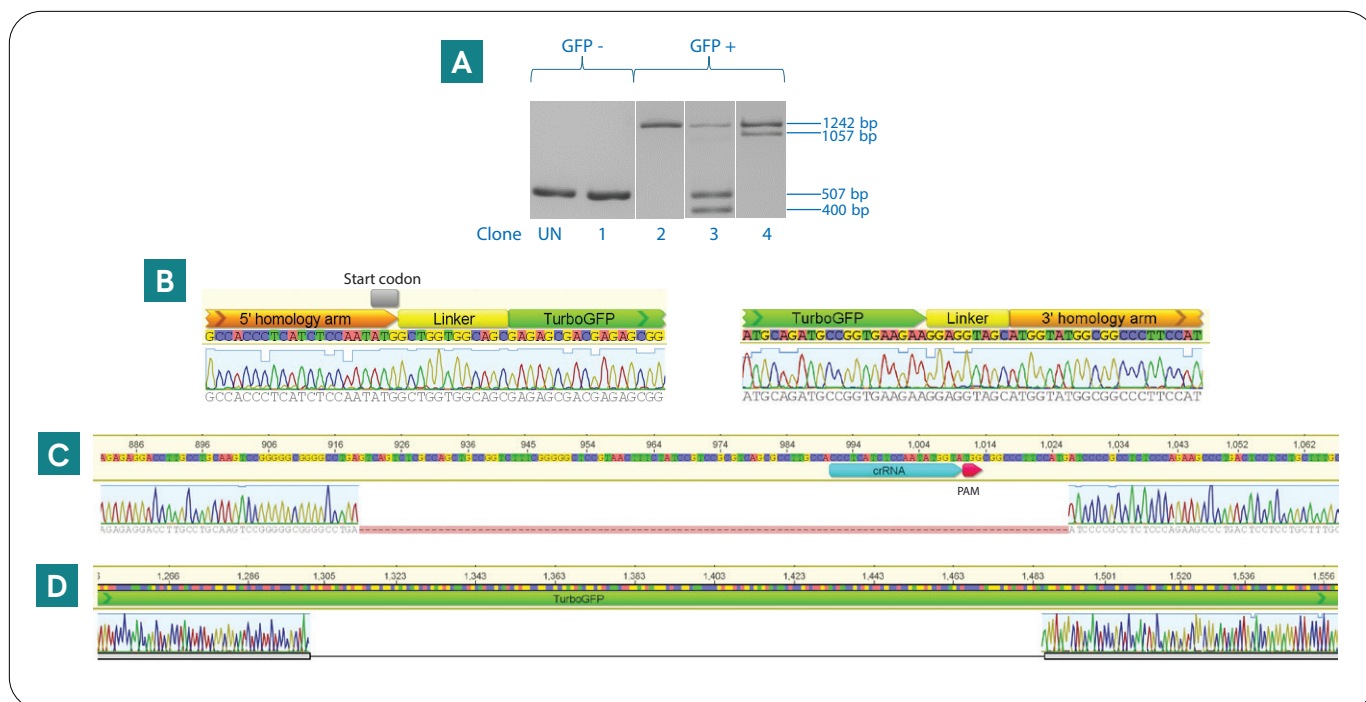 A
GFP - GFP +
1242 bp
1057 bp
507 bp
400 bp
Clone UN 1 2 3 4
B
Start codon
5' homology arm Linker TurboGFP
GCCACCCTCATCTCCAATATGGCTGGTGGCAGCGAGAGCGACGAGAGCGG
GCCACCCTCATCTCCAATATGGCTGGTGGCAGCGAGAGCGACGAGAGCGG
TurboGFP Linker 3' homology arm
ATGCAGATGCCGGTGAAGAAGGAGGTAGCATGGTATGGCGGCCCTTCCAT
ATGCAGATGCCGGTGAAGAAGGAGGTAGCATGGTATGGCGGCCCTTCCAT
C
886 896 906 916 926 936 945 954 964 974 984 994 1,004 1,014 1,024 1,034 1,043 1,052 1,062
AGAGAGGACCTTGCCTGCAAGTCCGGGGGCGGGGCCTGAGTCAGTCTCGCCAGCTGCCGGTCTTTCGGGGGCTCCGTAACTTTCTATCCGTCCGCGTCAGCGCCTTGCCACCCTCATCTCCAATATGGTATGGCGGCCCTTCCATGATCCCCGCCTCTCCCAGAAGCCCTGACTCCTCCTGCTTTGC
crRNA
PAM
AGAGAGGACCTTGCCTGCAAGTCCGGGGGCGGGGCCTGA ATCCCCGCCTCTCCCAGAAGCCCTGACTCCTCCTGCTTTGC
D
1,266 1,286 1,305 1,323 1,343 1,363 1,383 1,403 1,423 1,443 1,463 1,483 1,501 1,520 1,536 1,556
TurboGFP